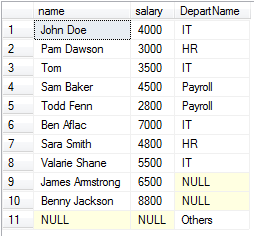 name salary DepartName
1 John Doe 4000 IT
2 Pam Dawson 3000 HR
3 Tom 3500 IT
4 Sam Baker 4500 Payroll
5 Todd Fenn 2800 Payroll
6 Ben Aflac 7000 IT
7 Sara Smith 4800 HR
8 Valarie Shane 5500 IT
9 James Armstrong 6500 NULL
10 Benny Jackson 8800 NULL
11 NULL NULL Others